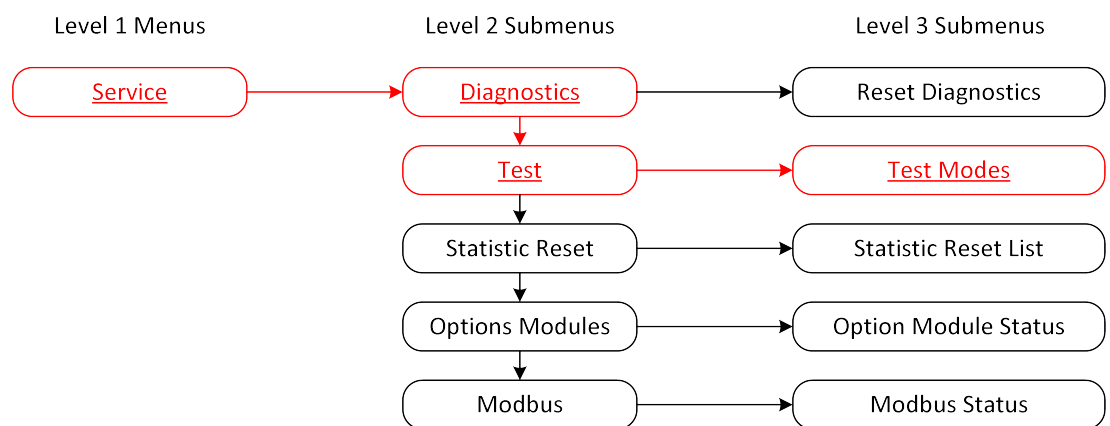 Level 1 Menus
Level 2 Submenus
Level 3 Submenus
Service
Diagnostics
Reset Diagnostics
Test
Test Modes
Statistic Reset
Statistic Reset List
Options Modules
Option Module Status
Modbus
Modbus Status